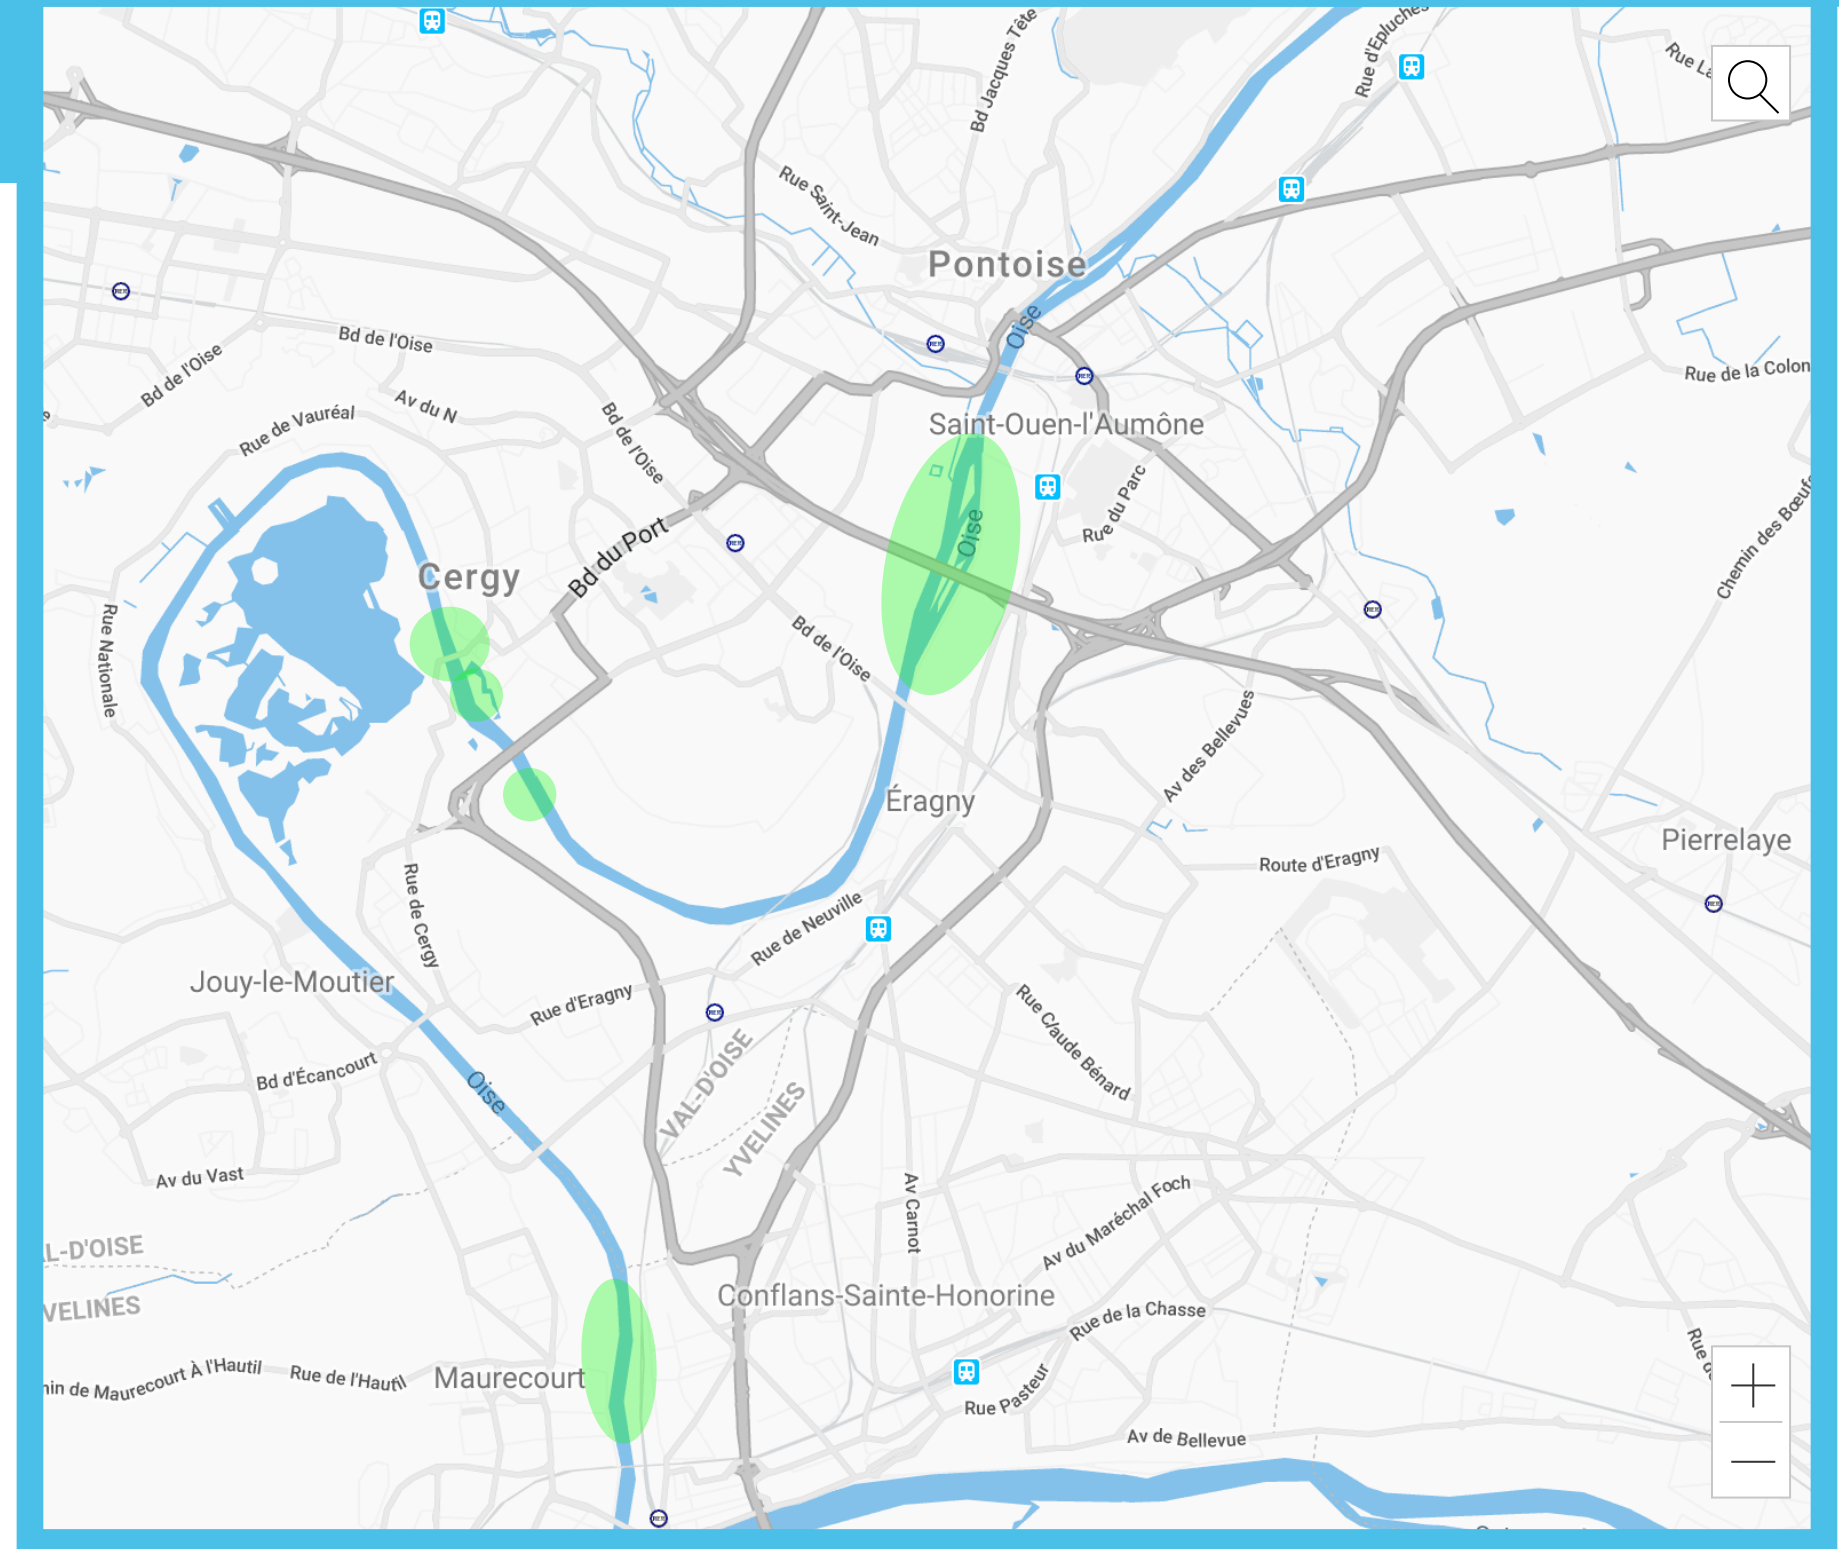 Bd Jacques Tête
Rue d'Epluches
Rue Saint-Jean
Pontoise
Oise
Bd de l'Oise
Bd de l'Oise
Rue de la Colon
Av du N
Rue de Vauréal
Bd de l'Oise
Saint-Ouen-l'Aumône
Rue du Parc
Oise
Chemin des Bœufs
Bd du Port
Cergy
Rue Nationale
Bd de l'Oise
Av des Bellevues
Éragny
Pierrelaye
Route d'Eragny
Rue de Cergy
Rue de Neuville
Jouy-le-Moutier
Rue d'Eragny
Rue Claude Bénard
Bd d'Écancourt
Oise
VAL-D'OISE
YVELINES
Av du Vast
Av Carnot
Av du Maréchal Foch
L-D'OISE
VELINES
Conflans-Sainte-Honorine
Rue de la Chasse
in de Maurecourt À l'Hautil
Rue de l'Hautil
Maurecourt
Rue Pasteur
Av de Bellevue